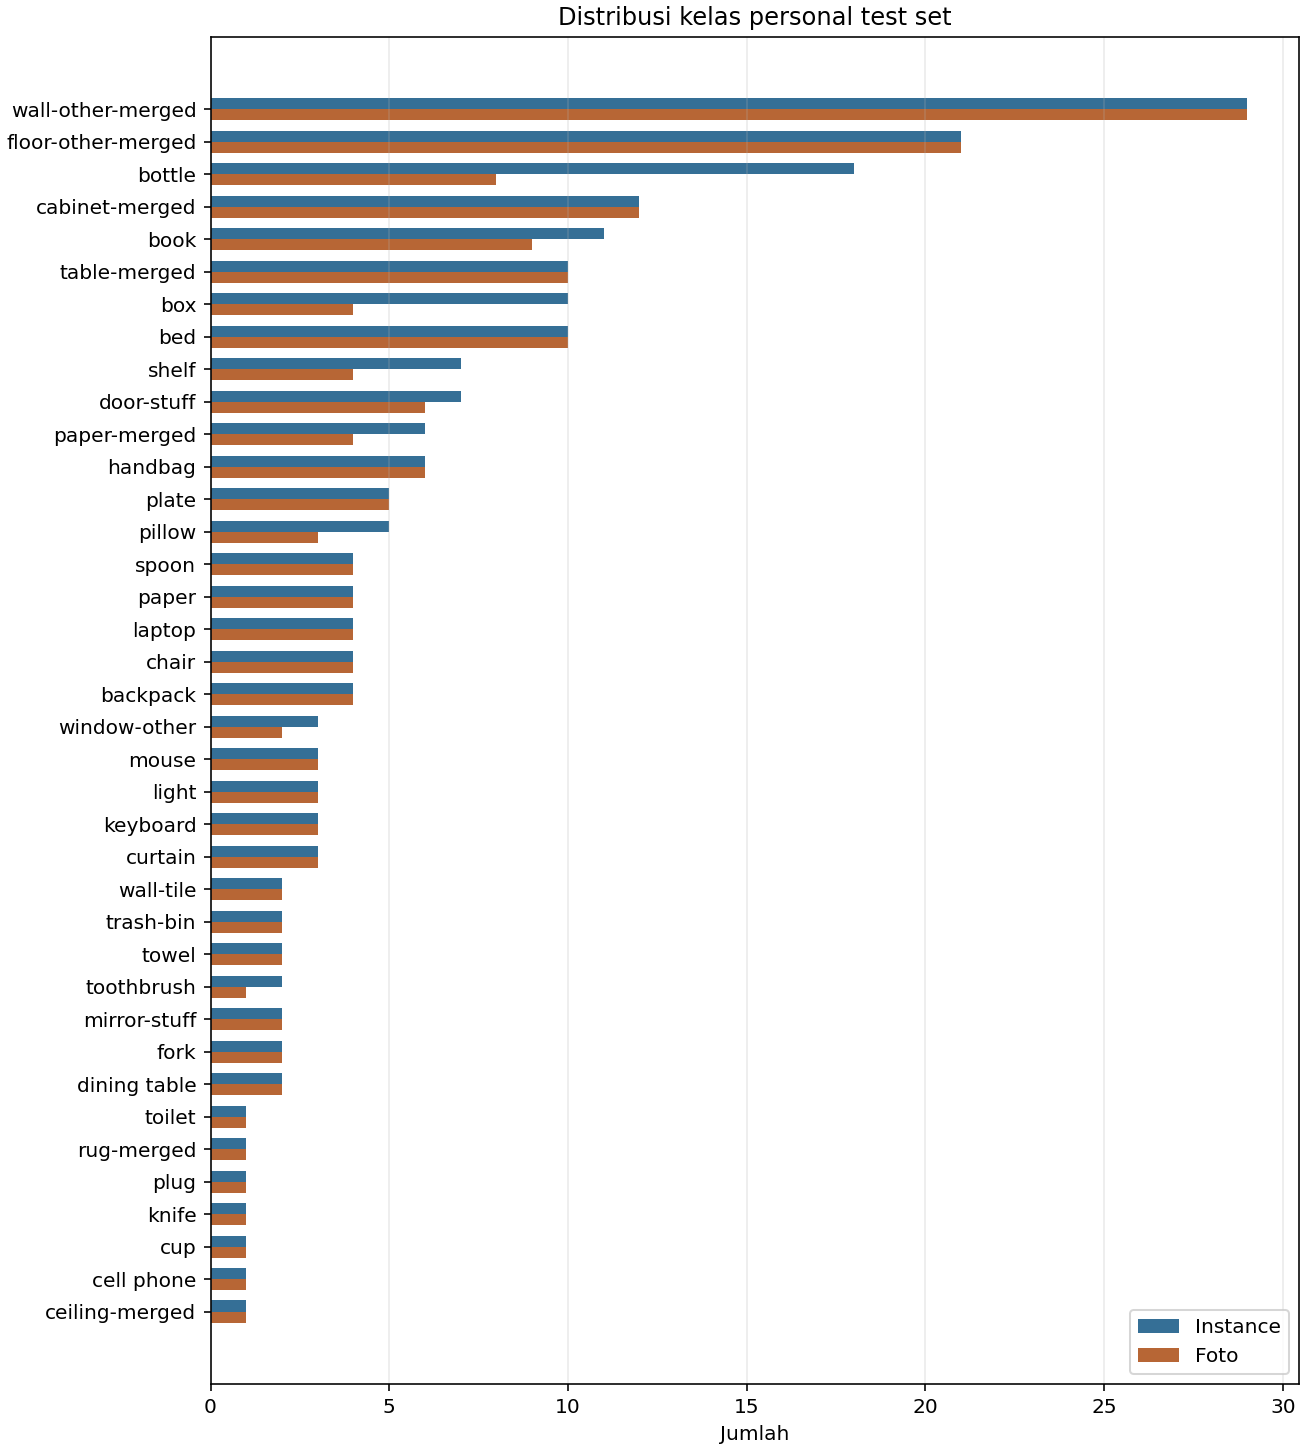 Distribusi kelas personal test set
wall-other-merged
floor-other-merged
bottle
cabinet-merged
book
table-merged
box
bed
shelf
door-stuff
paper-merged
handbag
plate
pillow
spoon
paper
laptop
chair
backpack
window-other
mouse
light
keyboard
curtain
wall-tile
trash-bin
towel
toothbrush
mirror-stuff
fork
dining table
toilet
rug-merged
plug
knife
cup
cell phone
ceiling-merged
Instance
Foto
0 5 10 15 20 25 30
Jumlah